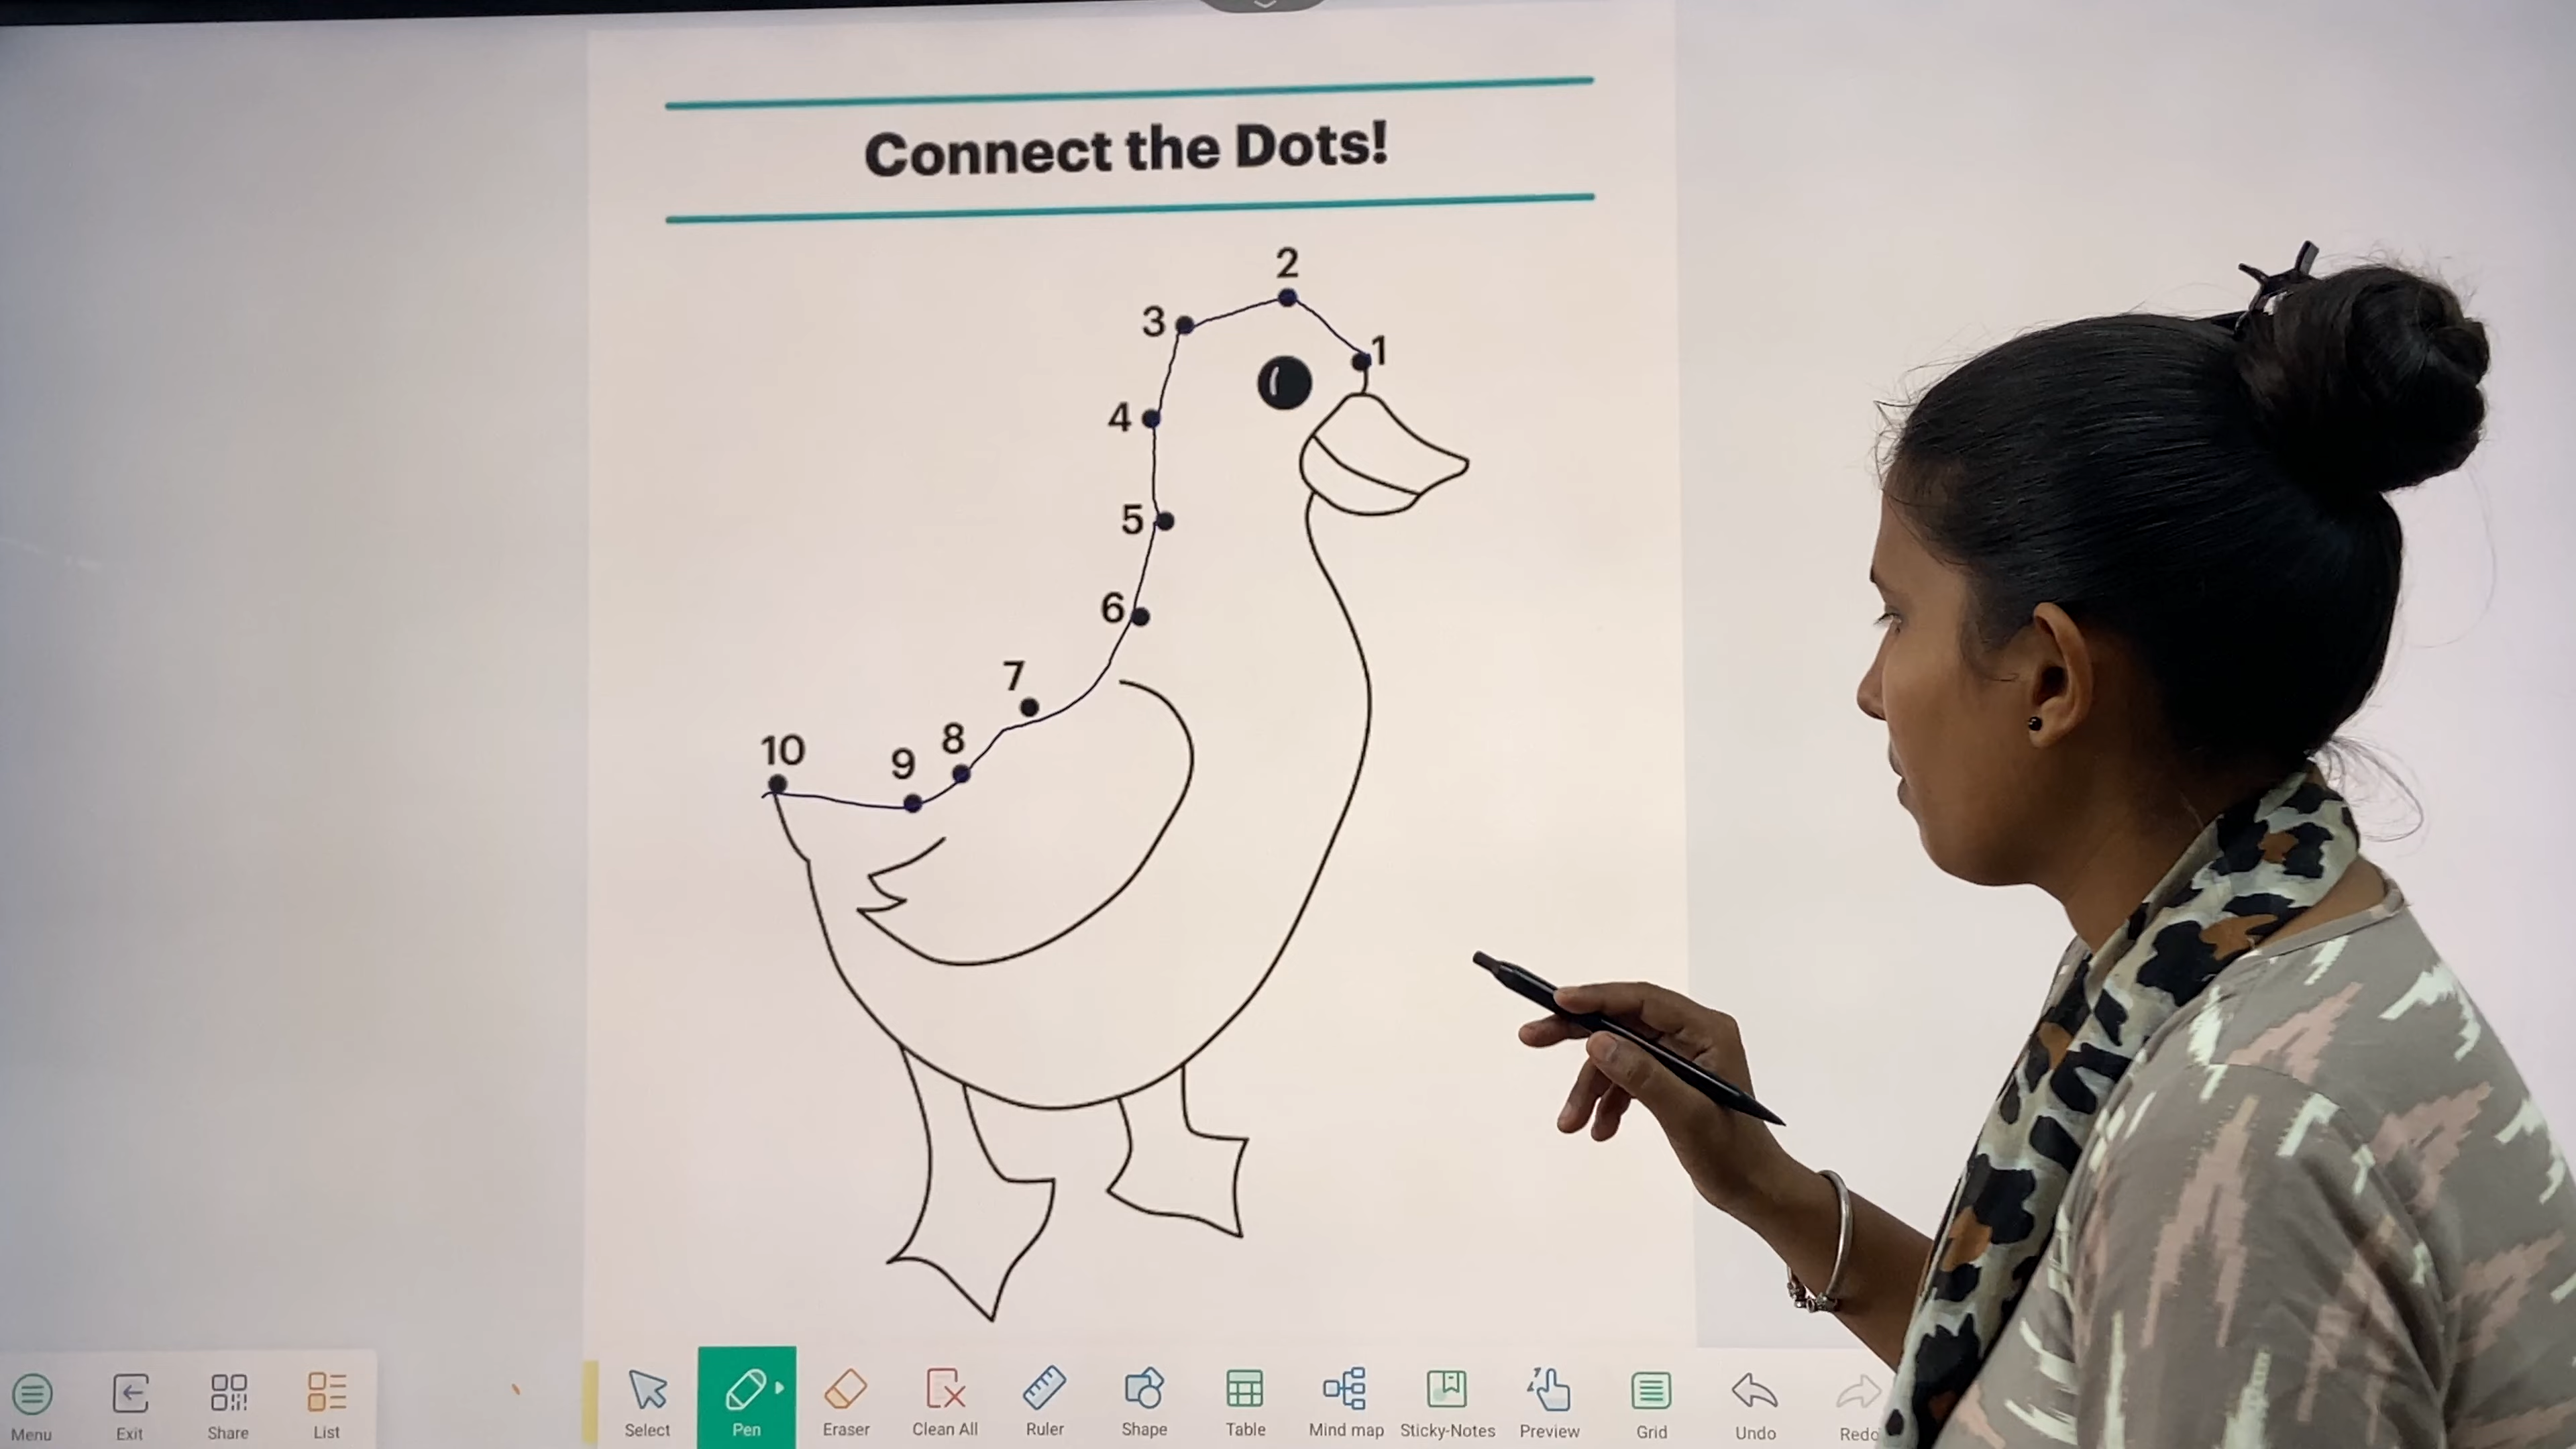 Connect the Dots!
2
3
1
4
5
6
7
8
9
10
Menu
Exit
Share
List
Select
Pen
Eraser
Clean All
Ruler
Shape
Table
Mind map
Sticky-Notes
Preview
Grid
Undo
Redo